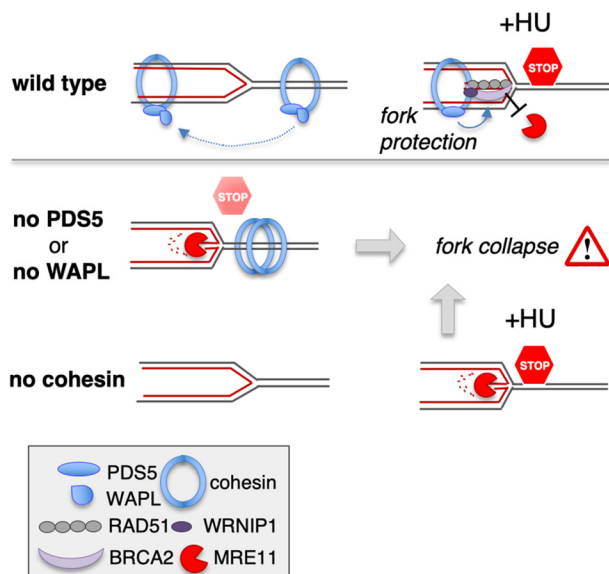 +HU
wild type
STOP
fork
protection
STOP
no PDS5
or
no WAPL
fork collapse !
+HU
no cohesin
STOP
PDS5 cohesin
WAPL
RAD51 WRNIP1
BRCA2 MRE11